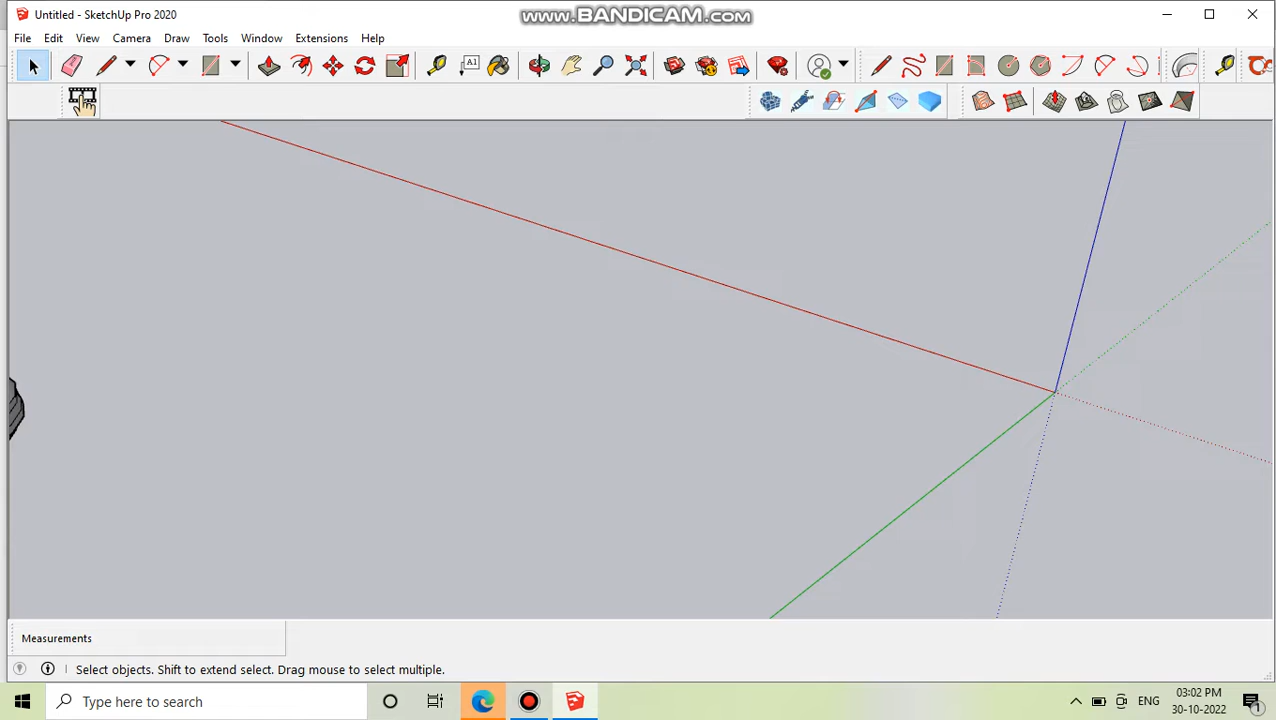 Untitled - SketchUp Pro 2020
www.BANDICAM.com
File Edit View Camera Draw Tools Window Extensions Help
A1
Measurements
Select objects. Shift to extend select. Drag mouse to select multiple.
Type here to search
ENG
03:02 PM
30-10-2022
1